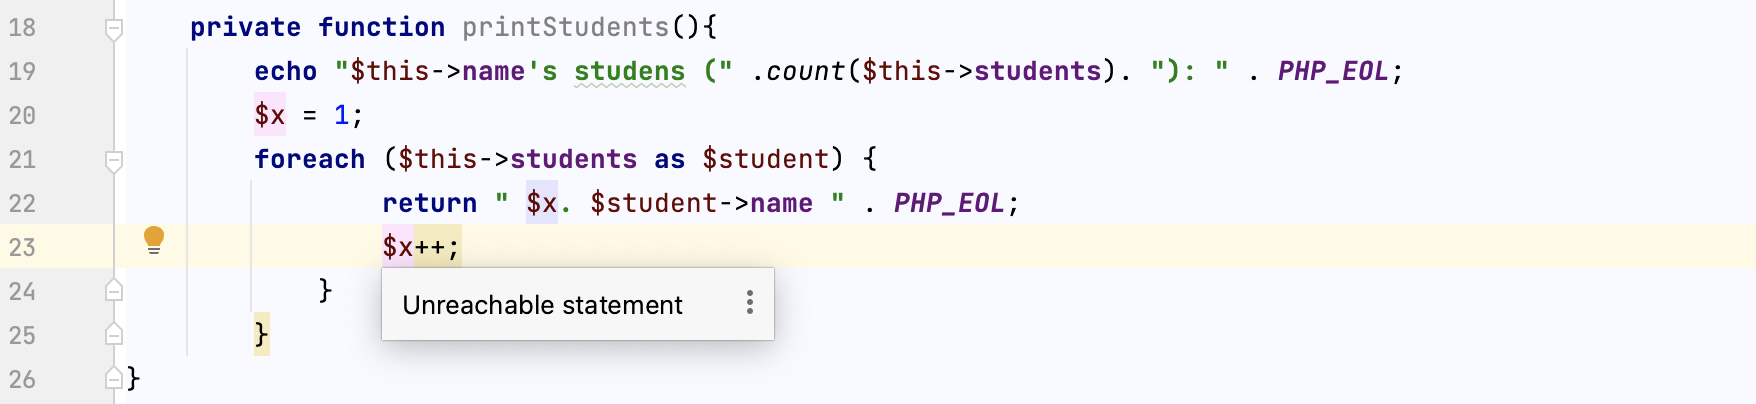 18 private function printStudents(){
19 echo "$this->name's studens (" .count($this->students). "): " . PHP_EOL;
20 $x = 1;
21 foreach ($this->students as $student) {
22 return " $x. $student->name " . PHP_EOL;
23 $x++;
24 }
Unreachable statement
25 }
26 }